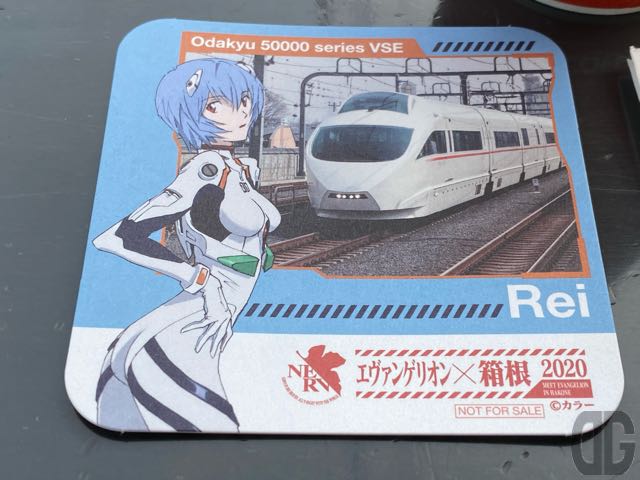 Odakyu 50000 series VSE
Rei
NERV
エヴァンゲリオン×箱根
2020
MEET EVANGELION
IN HAKONE
NOT FOR SALE
©カラー